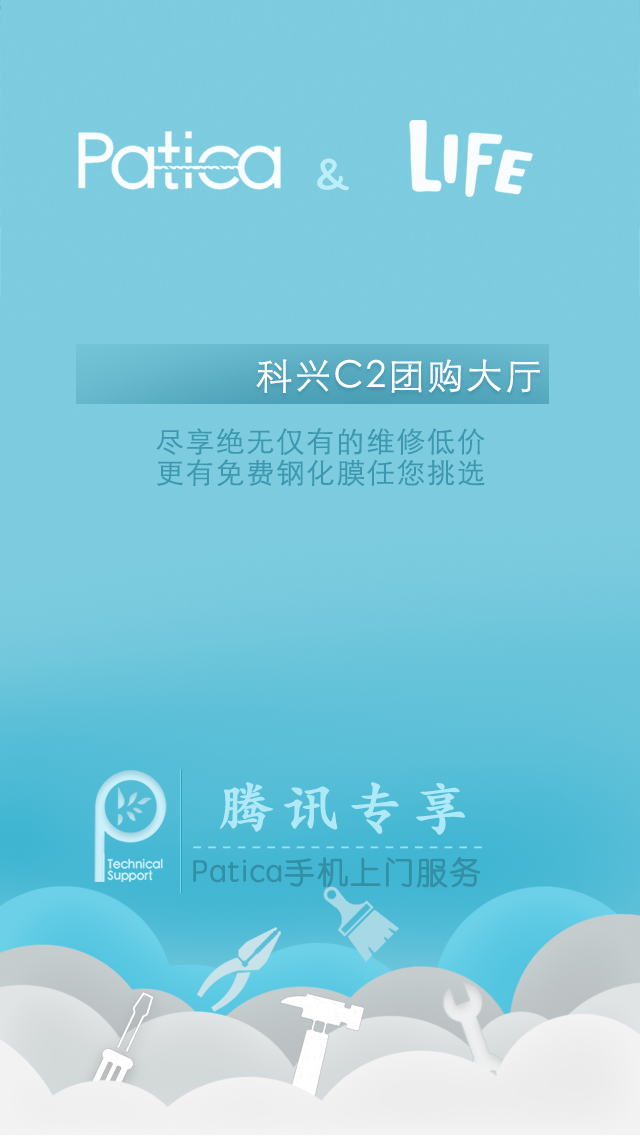 Patica & LIFE
科兴C2团购大厅
尽享绝无仅有的维修低价
更有免费钢化膜任您挑选
腾讯专享
Technical
Support
Patica手机上门服务